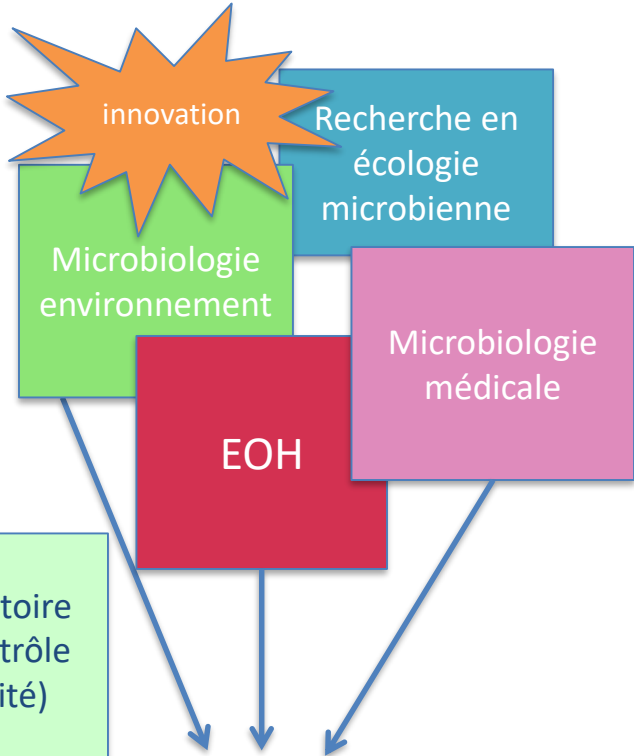 innovation
Recherche en
écologie
microbienne
Microbiologie
environnement
Microbiologie
médicale
EOH